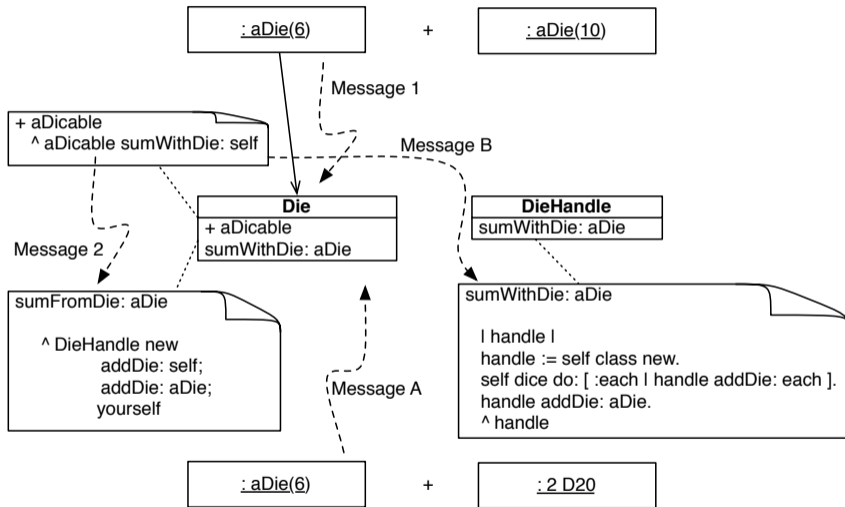 : aDie(6)
+
: aDie(10)
Message 1
+ aDicable
^ aDicable sumWithDie: self
Message B
Die
+ aDicable
sumWithDie: aDie
DieHandle
sumWithDie: aDie
Message 2
sumFromDie: aDie
^ DieHandle new
addDie: self;
addDie: aDie;
yourself
Message A
sumWithDie: aDie
| handle |
handle := self class new.
self dice do: [ :each | handle addDie: each ].
handle addDie: aDie.
^ handle
: aDie(6)
+
: 2 D20